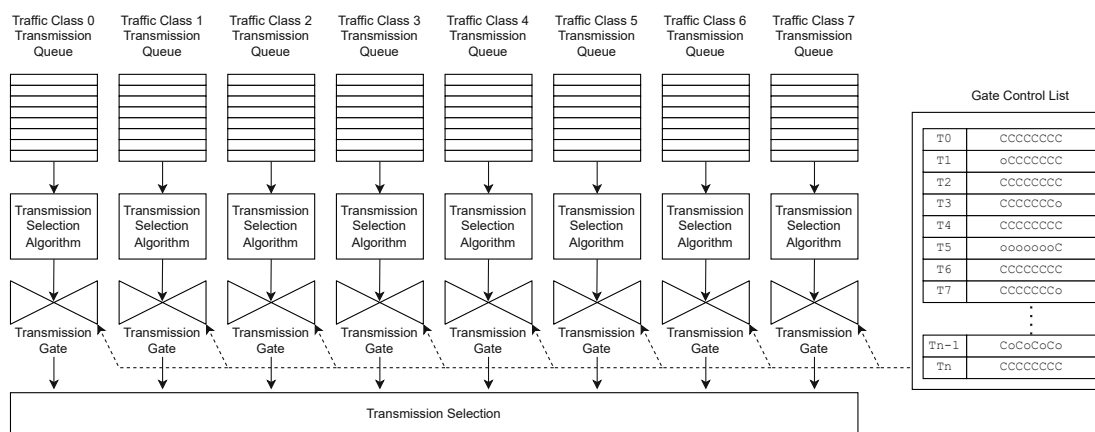 Traffic Class 0
Transmission
Queue
Traffic Class 1
Transmission
Queue
Traffic Class 2
Transmission
Queue
Traffic Class 3
Transmission
Queue
Traffic Class 4
Transmission
Queue
Traffic Class 5
Transmission
Queue
Traffic Class 6
Transmission
Queue
Traffic Class 7
Transmission
Queue
Transmission
Selection
Algorithm
Transmission
Selection
Algorithm
Transmission
Selection
Algorithm
Transmission
Selection
Algorithm
Transmission
Selection
Algorithm
Transmission
Selection
Algorithm
Transmission
Selection
Algorithm
Transmission
Selection
Algorithm
Transmission
Gate
Transmission
Gate
Transmission
Gate
Transmission
Gate
Transmission
Gate
Transmission
Gate
Transmission
Gate
Transmission
Gate
Transmission Selection
Gate Control List
T0 CCCCCCCC
T1 oCCCCCCC
T2 CCCCCCCC
T3 CCCCCCCo
T4 CCCCCCCC
T5 oooooooC
T6 CCCCCCCC
T7 CCCCCCCo
Tn-1 CoCoCoCo
Tn CCCCCCCC